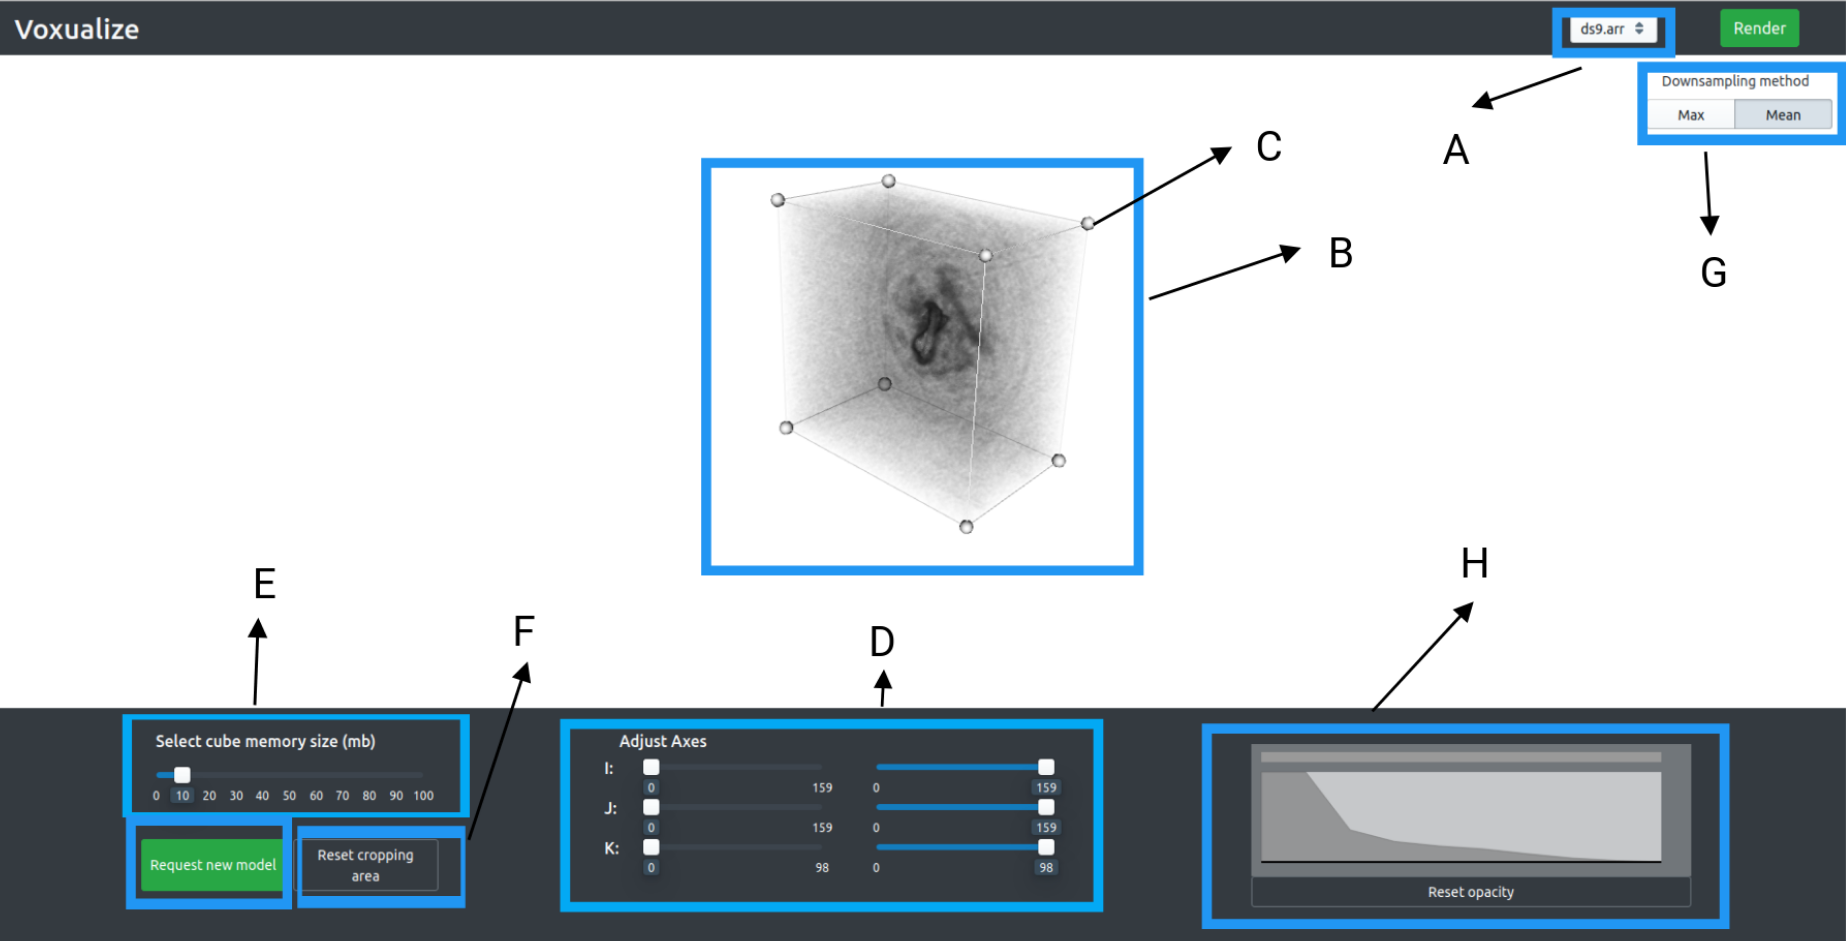 Voxualize
ds9.arr
Render
Downsampling method
Max Mean
A
C
B
G
H
E
F
D
Select cube memory size (mb)
0 10 20 30 40 50 60 70 80 90 100
Request new model
Reset cropping
area
Adjust Axes
I:
0 159 0 159
J:
0 159 0 159
K:
0 98 0 98
Reset opacity